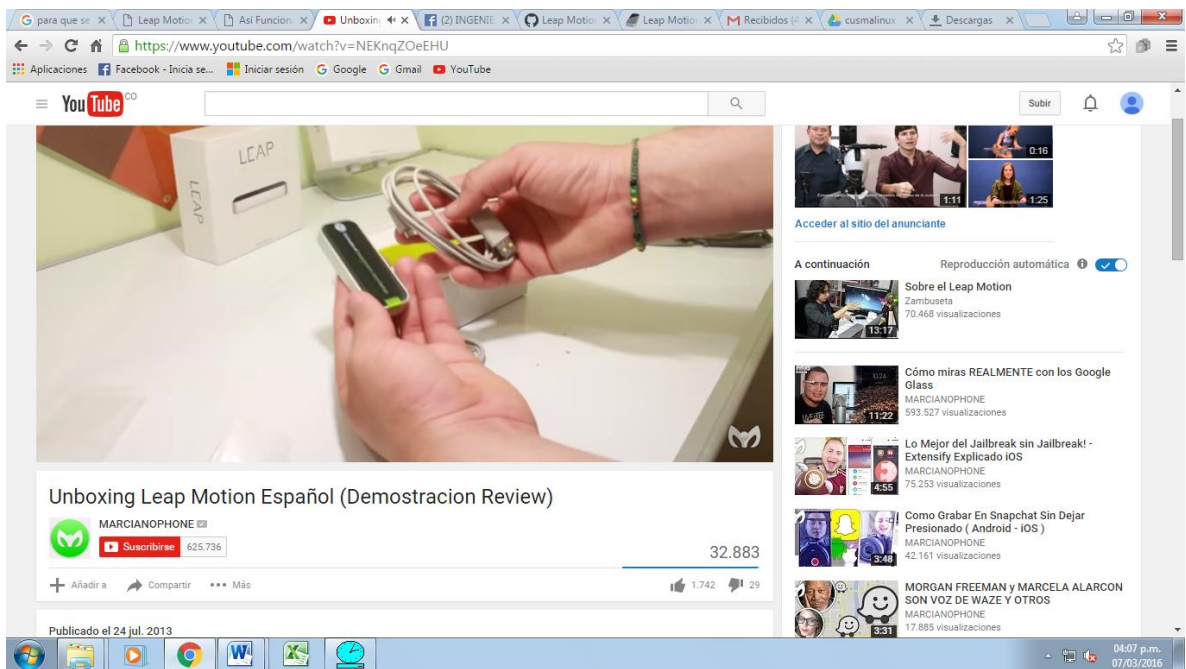 para que se
Leap Motio
Así Funcion
Unboxin
(2) INGENIE
Leap Motio
Leap Motio
Recibidos (4
cusmalinux
Descargas
https://www.youtube.com/watch?v=NEKnqZOeEHU
Aplicaciones
Facebook - Inicia se...
Iniciar sesión
Google
Gmail
YouTube
YouTube CO
Subir
LEAP
LEAP
0:16
1:11
1:25
Acceder al sitio del anunciante
A continuación
Reproducción automática
Sobre el Leap Motion
Zambuseta
70.468 visualizaciones
13:17
Cómo miras REALMENTE con los Google
Glass
MARCIANOPHONE
593.527 visualizaciones
11:22
Lo Mejor del Jailbreak sin Jailbreak! -
Extensify Explicado iOS
MARCIANOPHONE
75.253 visualizaciones
4:55
Como Grabar En Snapchat Sin Dejar
Presionado ( Android - iOS )
MARCIANOPHONE
42.161 visualizaciones
3:48
MORGAN FREEMAN y MARCELA ALARCON
SON VOZ DE WAZE Y OTROS
MARCIANOPHONE
17.885 visualizaciones
3:31
Unboxing Leap Motion Español (Demostracion Review)
MARCIANOPHONE
Suscribirse 625.736
32.883
Añadir a
Compartir
Más
1.742
29
Publicado el 24 jul. 2013
04:07 p.m.
07/03/2016